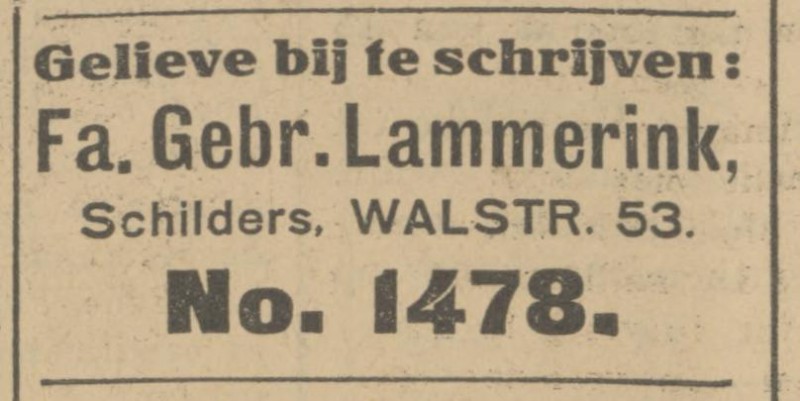 Gelieve bij te schrijven:
Fa. Gebr. Lammerink,
Schilders, WALSTR. 53.
No. 1478.